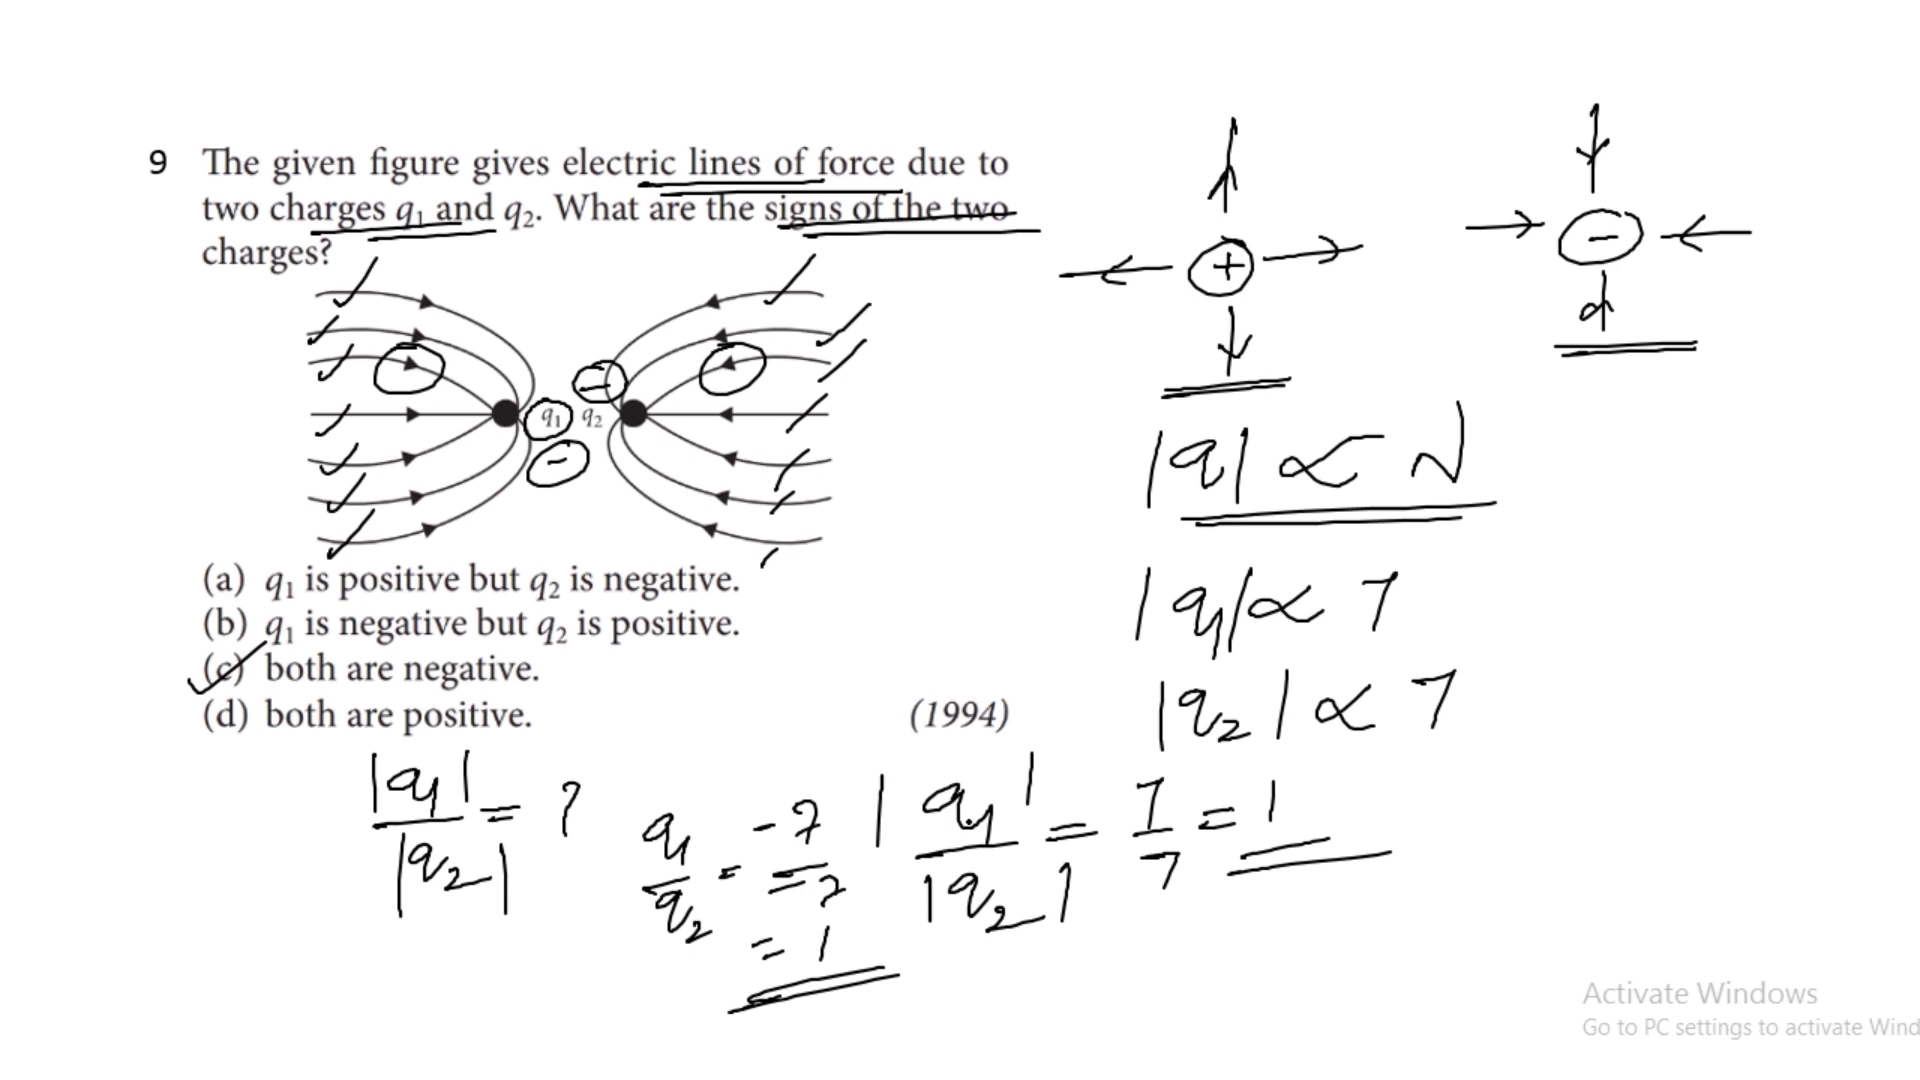 9 The given figure gives electric lines of force due to
two charges q₁ and q₂. What are the signs of the two
charges?
+
−
−
q₁ q₂
−
|q| ∝ N
(a) q₁ is positive but q₂ is negative.
(b) q₁ is negative but q₂ is positive.
(c) both are negative.
(d) both are positive. (1994)
|q₁| ∝ 7
|q₂| ∝ 7
|q₁|/|q₂| = ?
q₁/q₂ = -7/-7
= 1
|q₁|/|q₂| = 7/7 = 1
Activate Windows
Go to PC settings to activate Wind